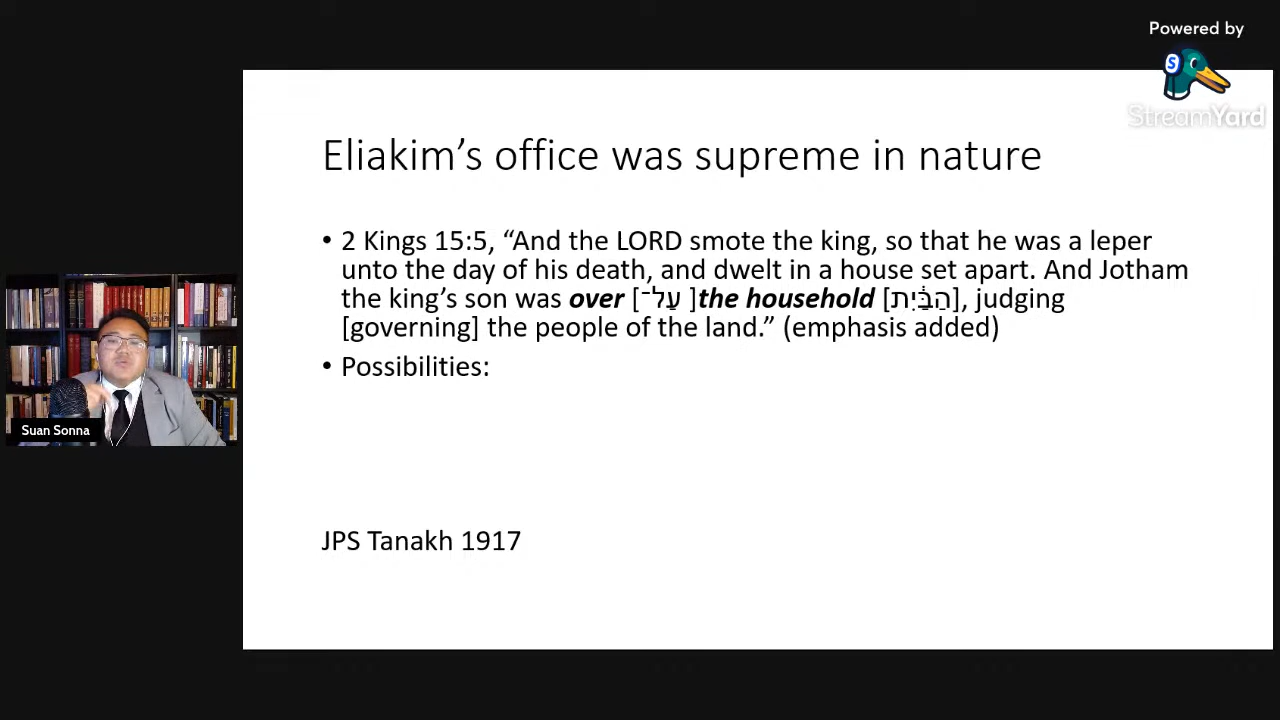 Powered by
StreamYard
Eliakim’s office was supreme in nature
• 2 Kings 15:5, “And the LORD smote the king, so that he was a leper
unto the day of his death, and dwelt in a house set apart. And Jotham
the king’s son was over [עַל־ ]the household [הַבַּ֔יִת], judging
[governing] the people of the land.” (emphasis added)
• Possibilities:
Suan Sonna
JPS Tanakh 1917